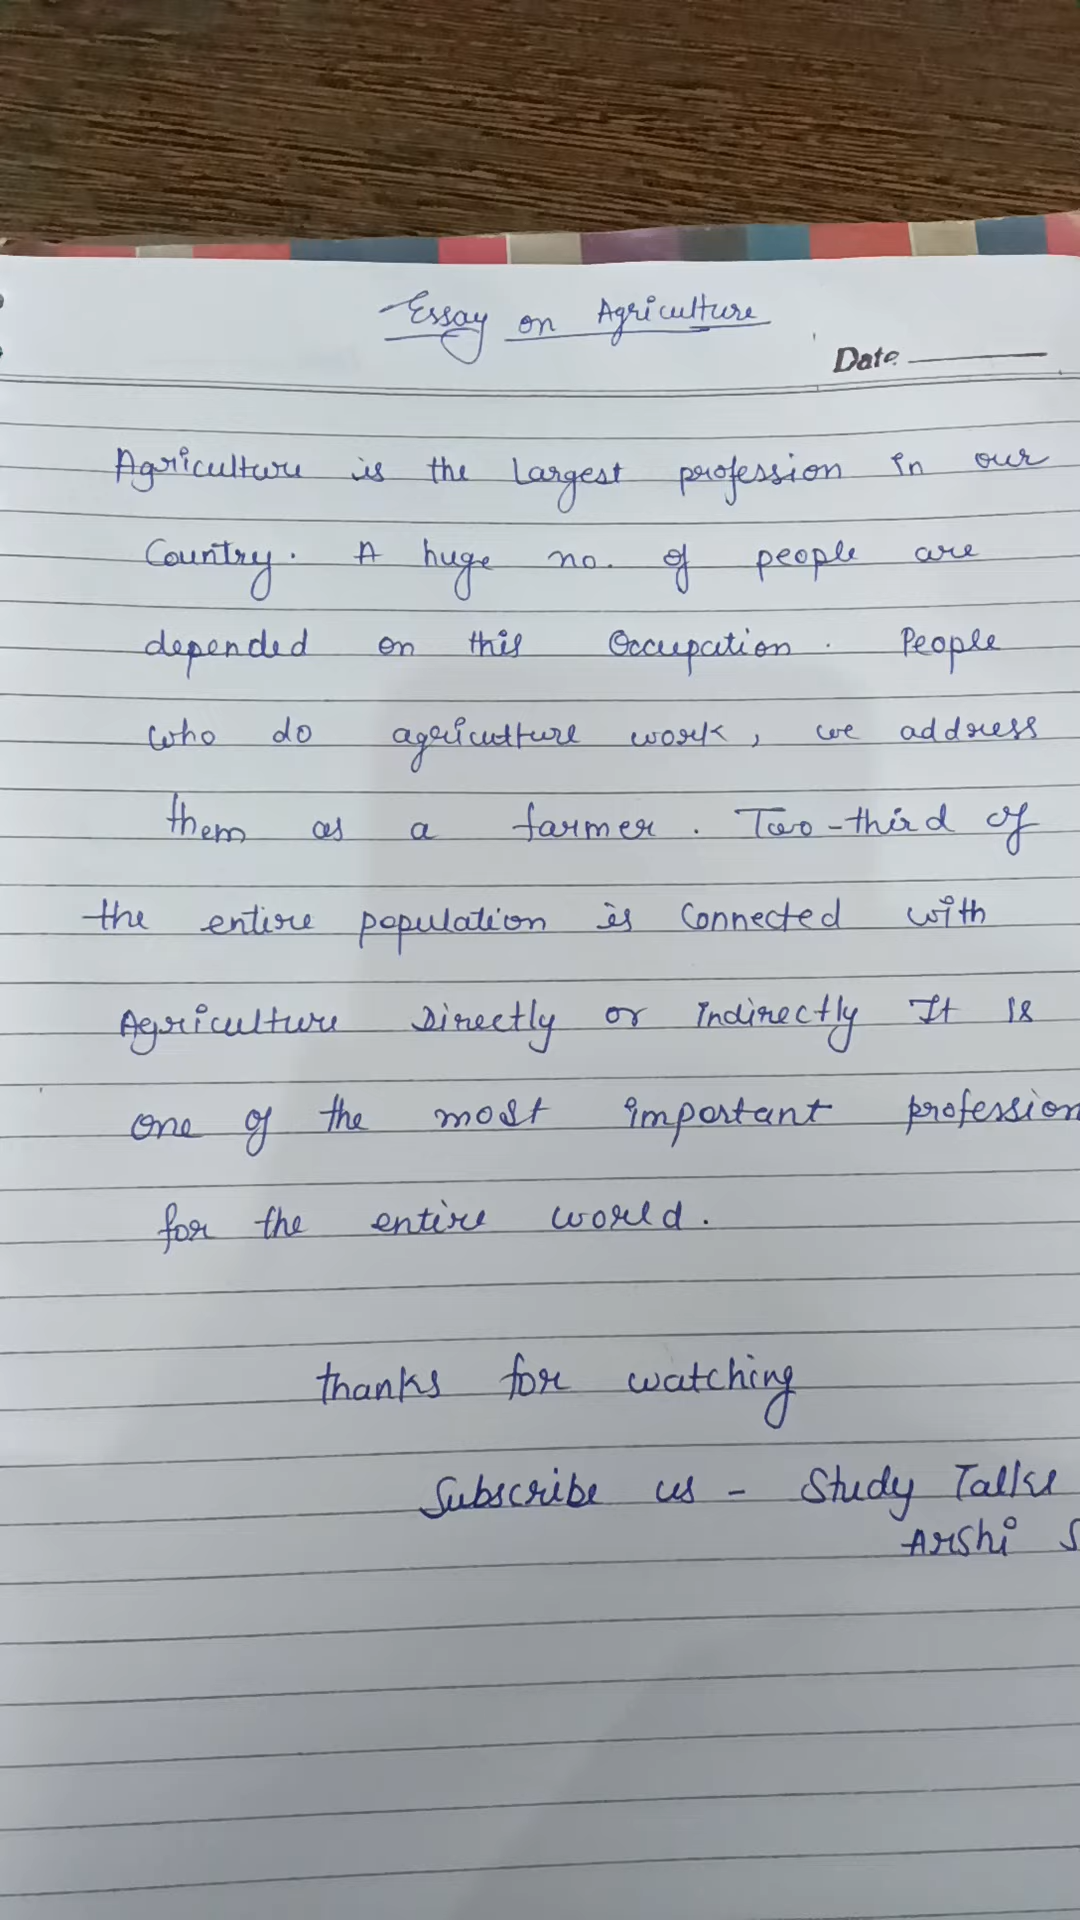 Essay on Agriculture
Date
Agriculture is the Largest profession in our
Country. A huge no. of people are
depended on this Occupation. People
who do agriculture work, we address
them as a farmer. Two-third of
the entire population is Connected with
Agriculture Directly or Indirectly It is
one of the most important profession
for the entire world.
thanks for watching
Subscribe us - Study Talks
Arshi S